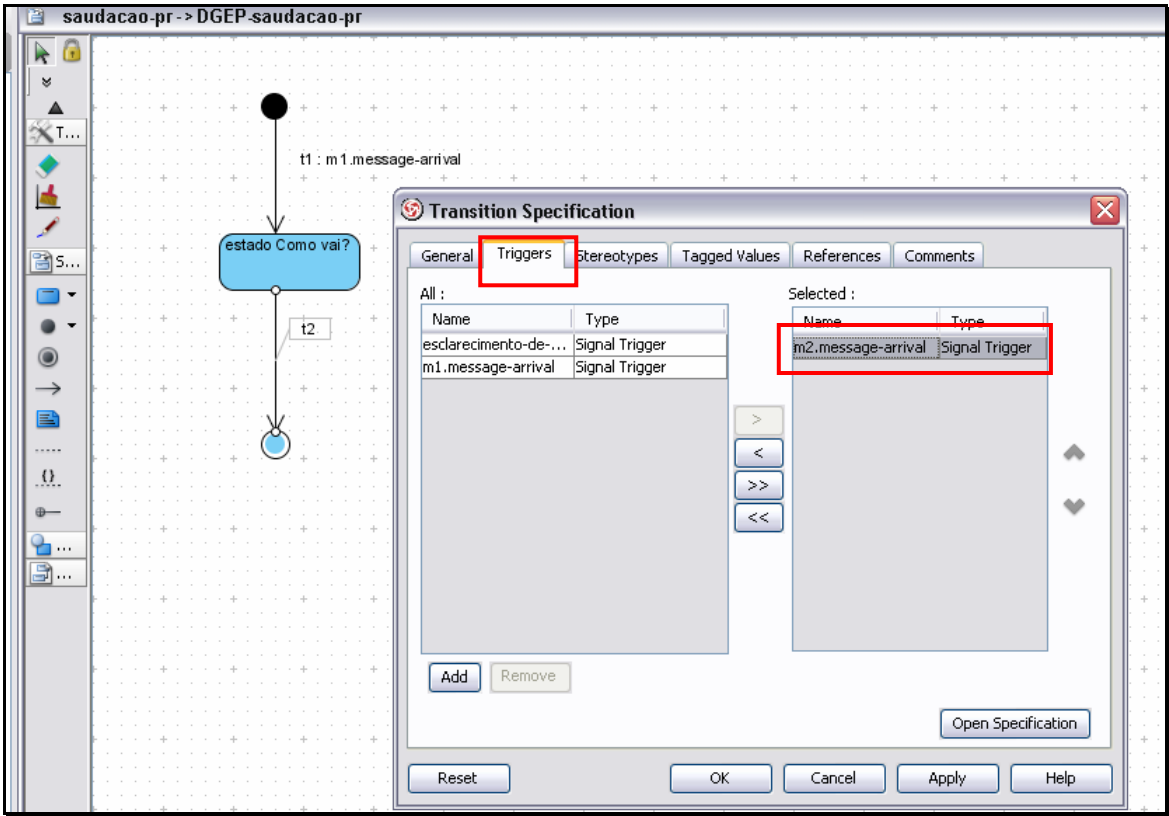 saudacao-pr -> DGEP-saudacao-pr
T...
S...
...
...
t1 : m1.message-arrival
estado Como vai?
t2
Transition Specification
General Triggers Stereotypes Tagged Values References Comments
All :
Name Type
esclarecimento-de-... Signal Trigger
m1.message-arrival Signal Trigger
Selected :
Name Type
m2.message-arrival Signal Trigger
>
<
>>
<<
Add Remove
Open Specification
Reset OK Cancel Apply Help